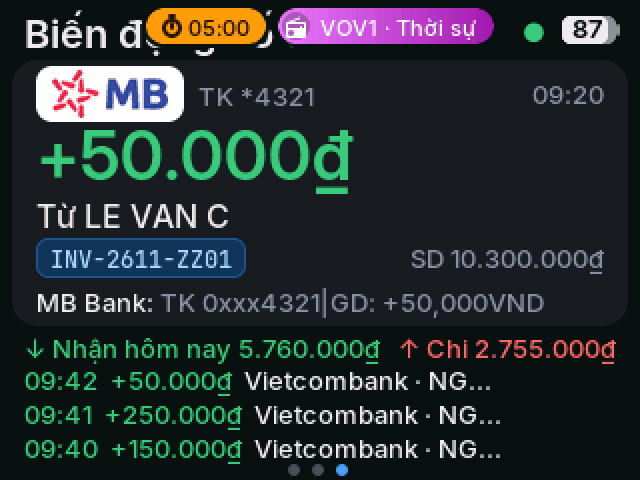 Biến
05:00
VOV1 · Thời sự
87
MB TK *4321 09:20
+50.000₫
Từ LE VAN C
INV-2611-ZZ01 SD 10.300.000₫
MB Bank: TK 0xxx4321|GD: +50,000VND
↓ Nhận hôm nay 5.760.000₫ ↑ Chi 2.755.000₫
09:42 +50.000₫ Vietcombank · NG...
09:41 +250.000₫ Vietcombank · NG...
09:40 +150.000₫ Vietcombank · NG...